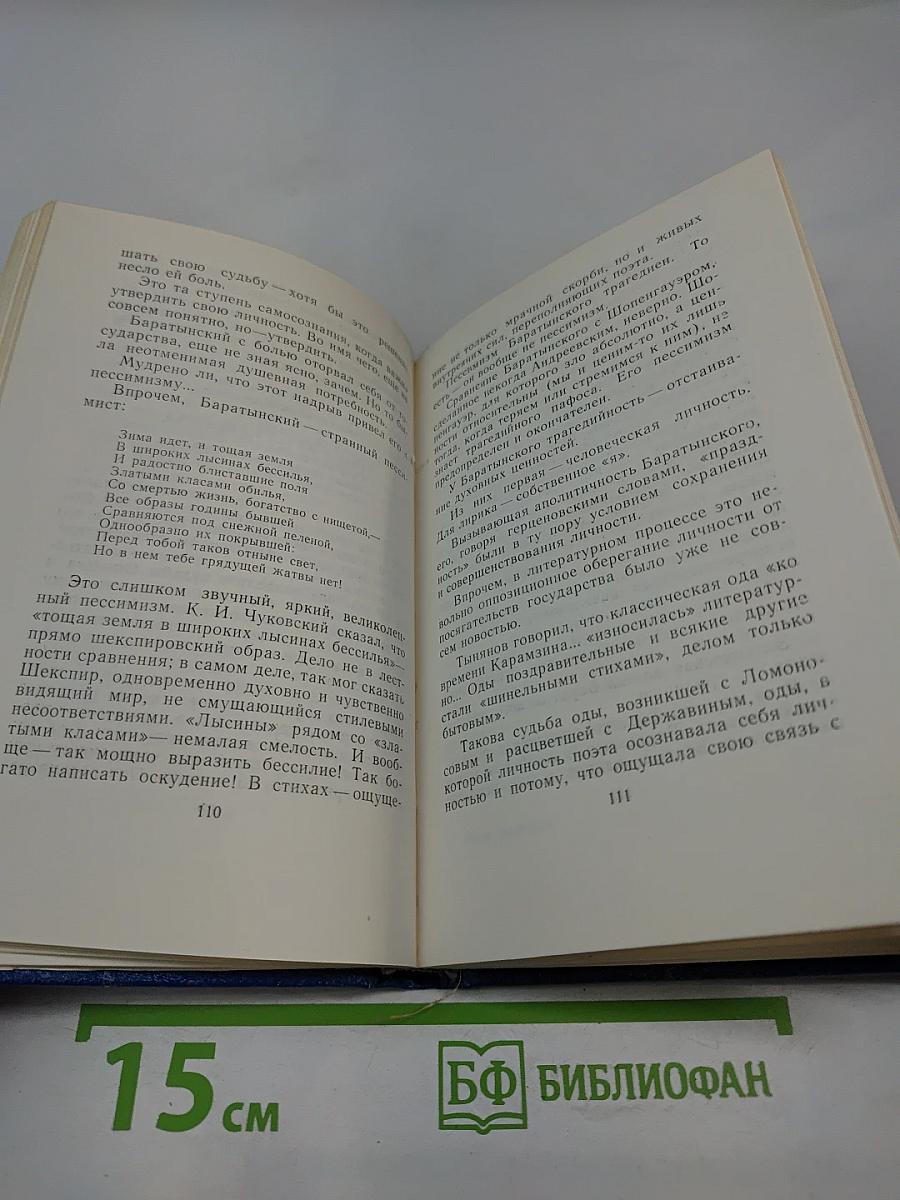 шать свою судьбу — хотя бы это
несло ей боль.
Это та ступень самосознания, когда важно
утвердить свою личность. Во имя чего, еще не
совсем понятно, но — утвердить.
Баратынский с болью оторвал себя от го-
сударства, еще не зная ясно, зачем. Но то бы-
ла неотменимая душевная потребность.
Мудрено ли, что этот надрыв привел его к
пессимизму...
Впрочем, Баратынский — странный песси-
мист:
Зима идет, и тощая земля
В широких лысинах бессилья,
И радостно блиставшие поля
Златыми класами обилья,
Со смертью жизнь, богатство с нищетой,—
Все образы годины бывшей
Сравняются под снежной пеленой,
Однообразно их покрывшей:
Перед тобой таков отныне свет,
Но в нем тебе грядущей жатвы нет!
Это слишком звучный, яркий, великолеп-
ный пессимизм. К. И. Чуковский сказал, что
«тощая земля в широких лысинах бессилья»—
прямо шекспировский образ. Дело не в лест-
ности сравнения; в самом деле, так мог сказать
Шекспир, одновременно духовно и чувственно
видящий мир, не смущающийся стилевыми
несоответствиями. «Лысины» рядом со «зла-
тыми класами»— немалая смелость. И вооб-
ще — так мощно выразить бессилие! Так бо-
гато написать оскудение! В стихах — ощуще-
110
ние не только мрачной скорби, но и живых
внутренних сил, переполняющих поэта.
Пессимизм Баратынского трагедиен. То
есть он вообще не пессимизм.
Сравнение Баратынского с Шопенгауэром,
сделанное некогда Андреевским, неверно. Шо-
пенгауэр, для которого зло абсолютно, а цен-
ности относительны (мы и ценим-то их лишь
тогда, когда теряем или стремимся к ним), не
знает трагедийного пафоса. Его пессимизм
предопределен и окончателен.
У Баратынского трагедийность — отстаива-
ние духовных ценностей.
Из них первая — человеческая личность.
Для лирика — собственное «я».
Вызывающая аполитичность Баратынского,
его, говоря герценовскими словами, «празд-
ность» были в ту пору условием сохранения
и совершенствования личности.
Впрочем, в литературном процессе это не-
вольно оппозиционное оберегание личности от
посягательств государства было уже не сов-
сем новостью.
Тынянов говорил, что классическая ода «ко
времени Карамзина... «износилась» литератур-
но... Оды поздравительные и всякие другие
стали «шинельными стихами», делом только
бытовым».
Такова судьба оды, возникшей с Ломоно-
совым и расцветшей с Державиным, оды, в
которой личность поэта осознавала себя лич-
ностью и потому, что ощущала свою связь с
111
15 см
БФ БИБЛИОФАН